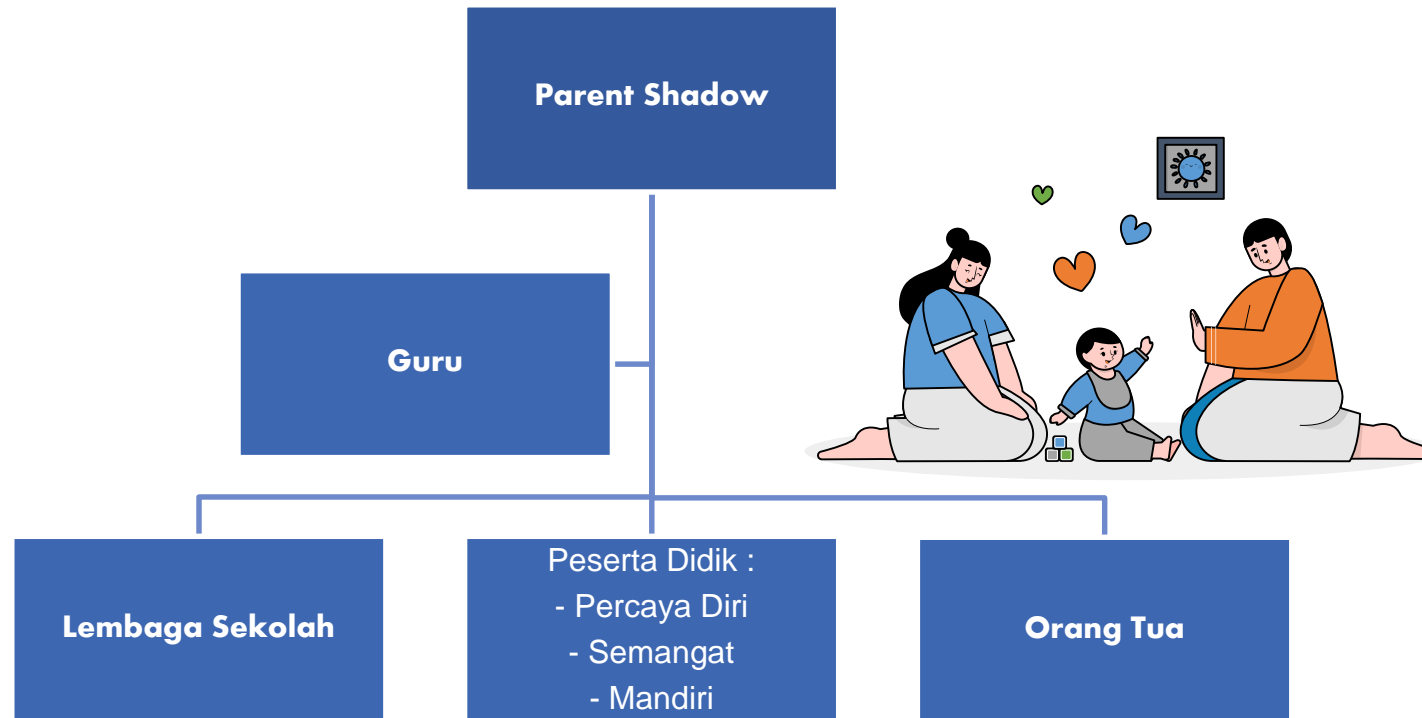 Parent Shadow
Guru
Lembaga Sekolah
Peserta Didik :
- Percaya Diri
- Semangat
- Mandiri
Orang Tua